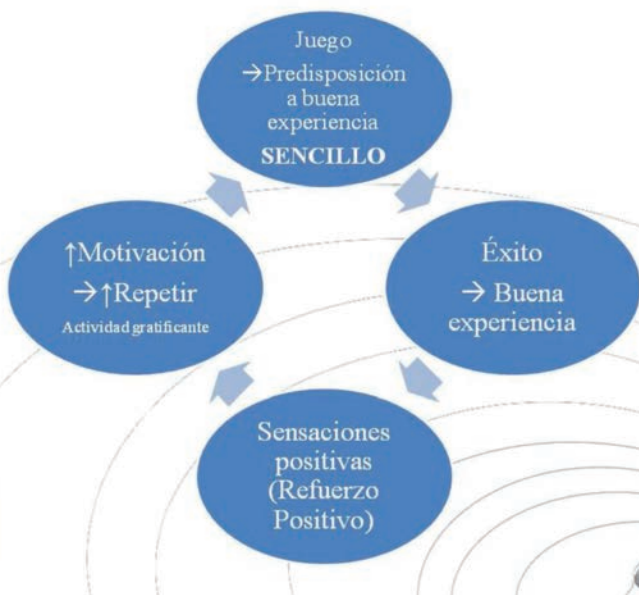 Juego
→Predisposición
a buena
experiencia
SENCILLO
↑Motivación
→↑Repetir
Actividad gratificante
Éxito
→ Buena
experiencia
Sensaciones
positivas
(Refuerzo
Positivo)